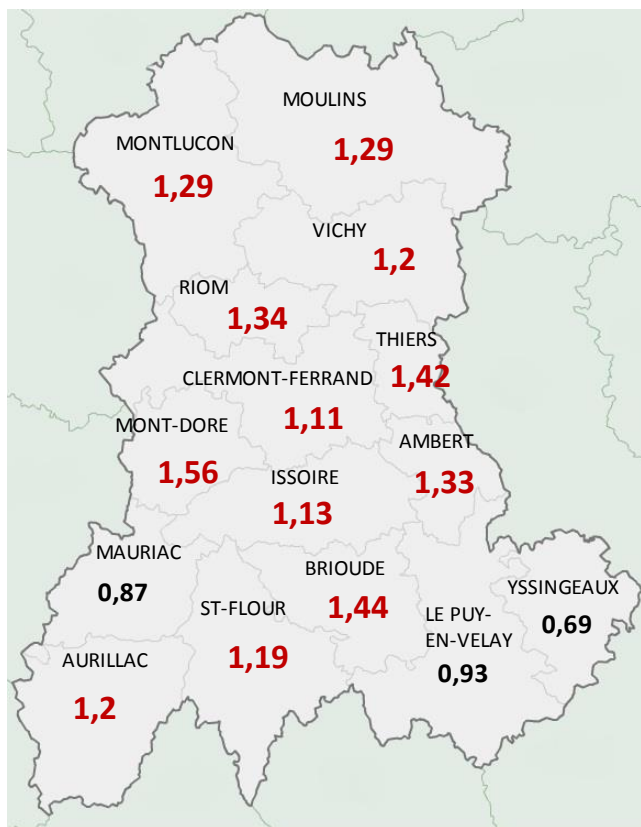 MOULINS
1,29
MONTLUCON
1,29
VICHY
1,2
RIOM
1,34
THIERS
1,42
CLERMONT-FERRAND
1,11
MONT-DORE
1,56
AMBERT
1,33
ISSOIRE
1,13
MAURIAC
0,87
BRIOUDE
1,44
YSSINGEAUX
0,69
ST-FLOUR
1,19
LE PUY-
EN-VELAY
0,93
AURILLAC
1,2